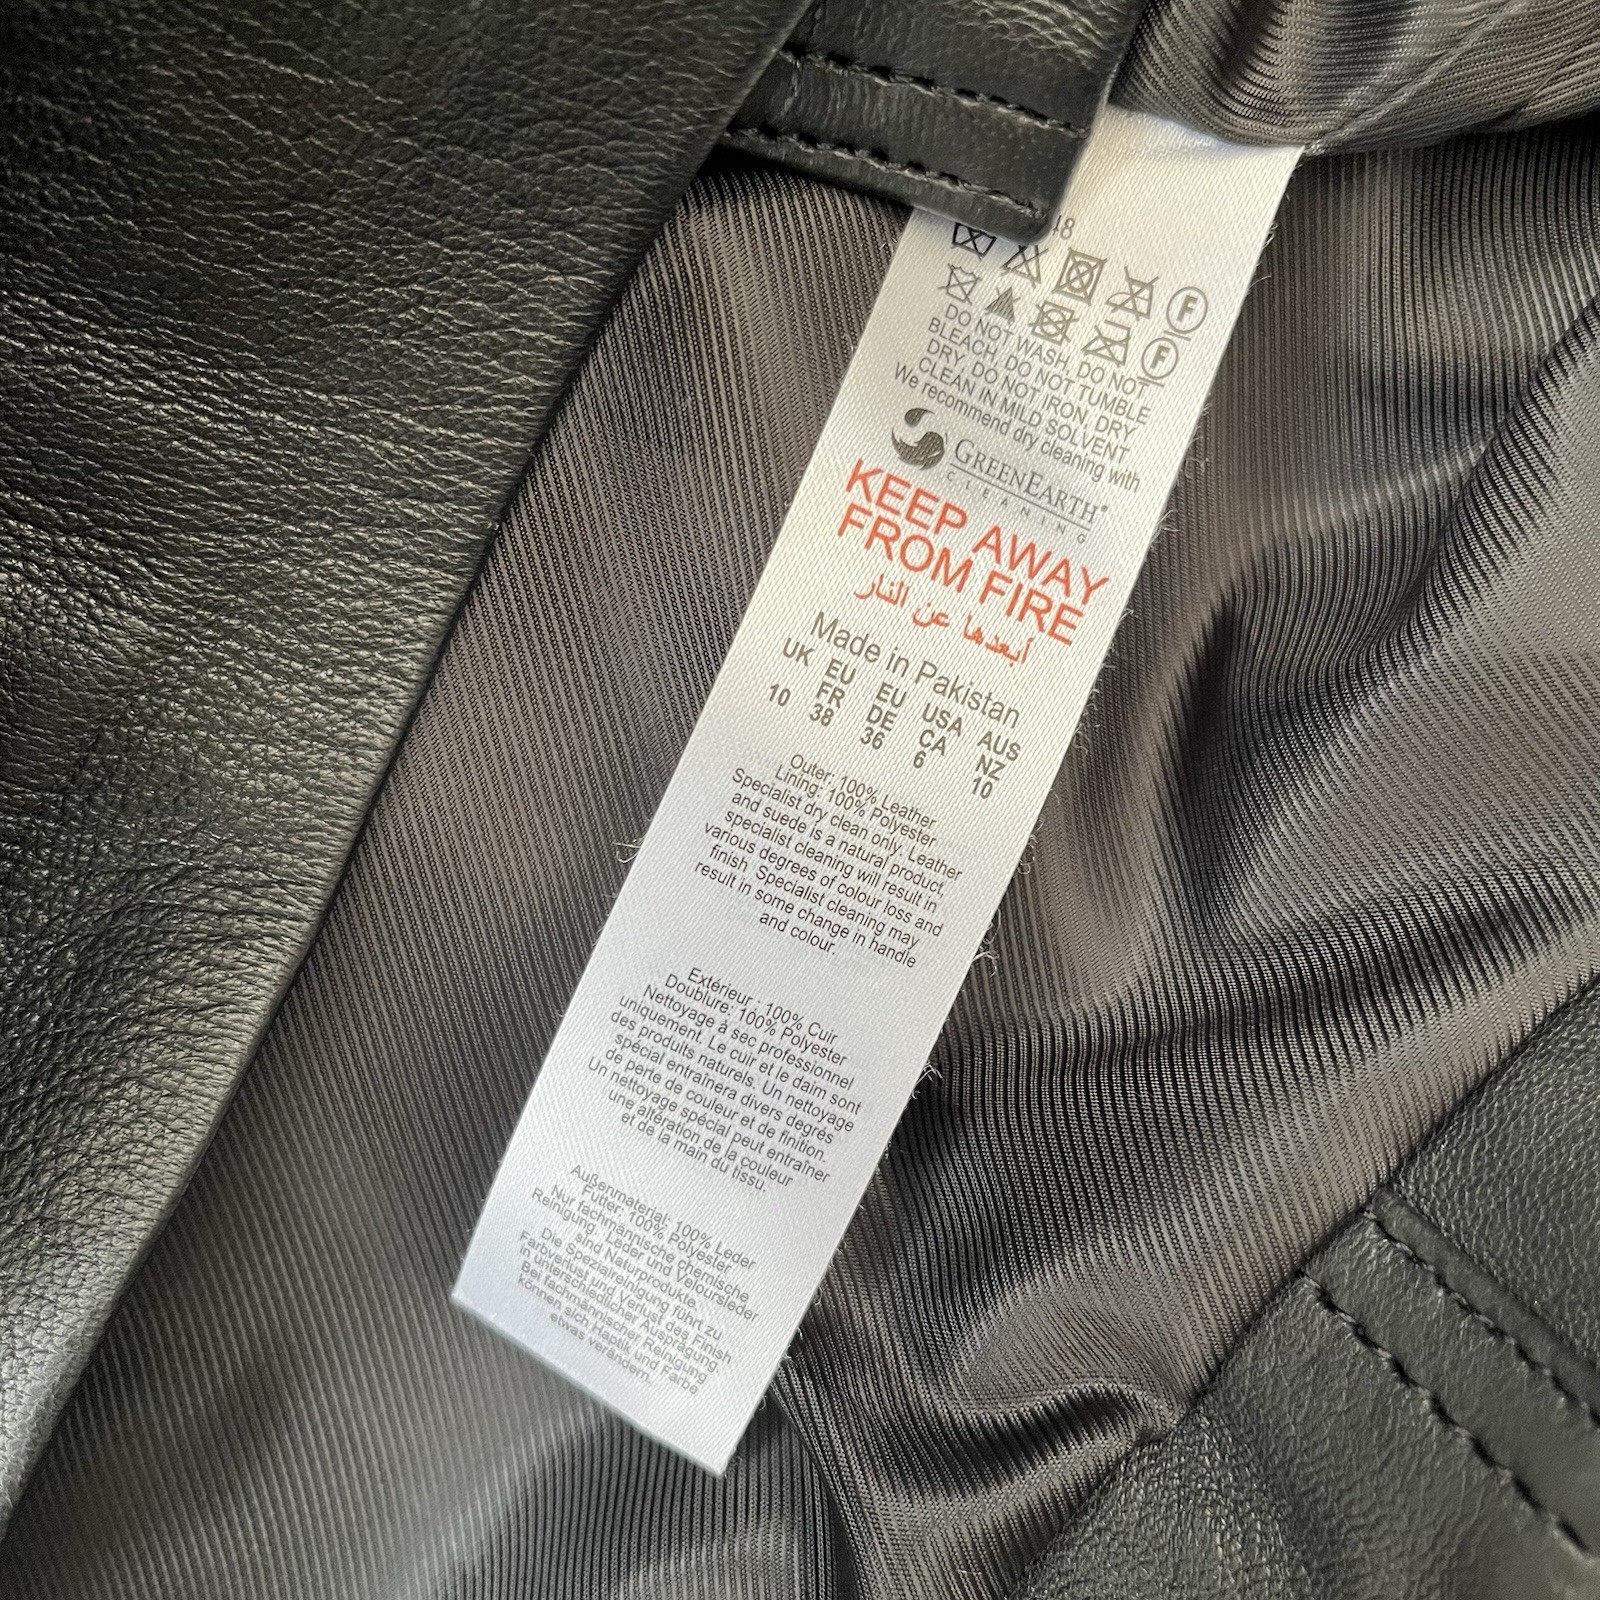 48
F
F
DO NOT WASH, DO NOT
BLEACH, DO NOT TUMBLE
DRY, DO NOT IRON, DRY
CLEAN IN MILD SOLVENT
We recommend dry cleaning with
GREENEARTH®
CLEANING
KEEP AWAY
FROM FIRE
أبعدها عن النار
Made in Pakistan
UK EU EU USA AUS
FR DE CA NZ
10 38 36 6 10
Outer: 100% Leather
Lining: 100% Polyester
Specialist dry clean only. Leather
and suede is a natural product,
specialist cleaning will result in
various degrees of colour loss and
finish. Specialist cleaning may
result in some change in handle
and colour.
Extérieur : 100% Cuir
Doublure: 100% Polyester
Nettoyage à sec professionnel
uniquement. Le cuir et le daim sont
des produits naturels. Un nettoyage
spécial entraînera divers degrés
de perte de couleur et de finition.
Un nettoyage spécial peut entraîner
une altération de la couleur
et de la main du tissu.
Außenmaterial: 100% Leder
Futter: 100% Polyester
Nur fachmännische chemische
Reinigung. Leder und Veloursleder
sind Naturprodukte.
Die Spezialreinigung führt zu
Farbverlust und Verlust des Finish
in unterschiedlicher Ausprägung
Bei fachmännischer Reinigung
können sich Haptik und Farbe
etwas verändern.